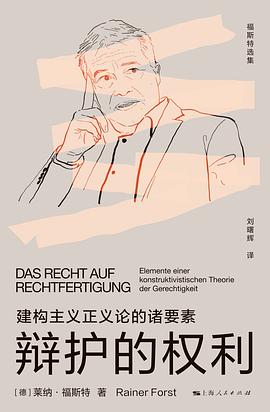 福斯特选集
刘曙辉 译
DAS RECHT AUF
RECHTFERTIGUNG
Elemente einer
konstruktivistischen Theorie
der Gerechtigkeit
建构主义正义论的诸要素
辩护的权利
[德]莱纳·福斯特 著 Rainer Forst
上海人民出版社